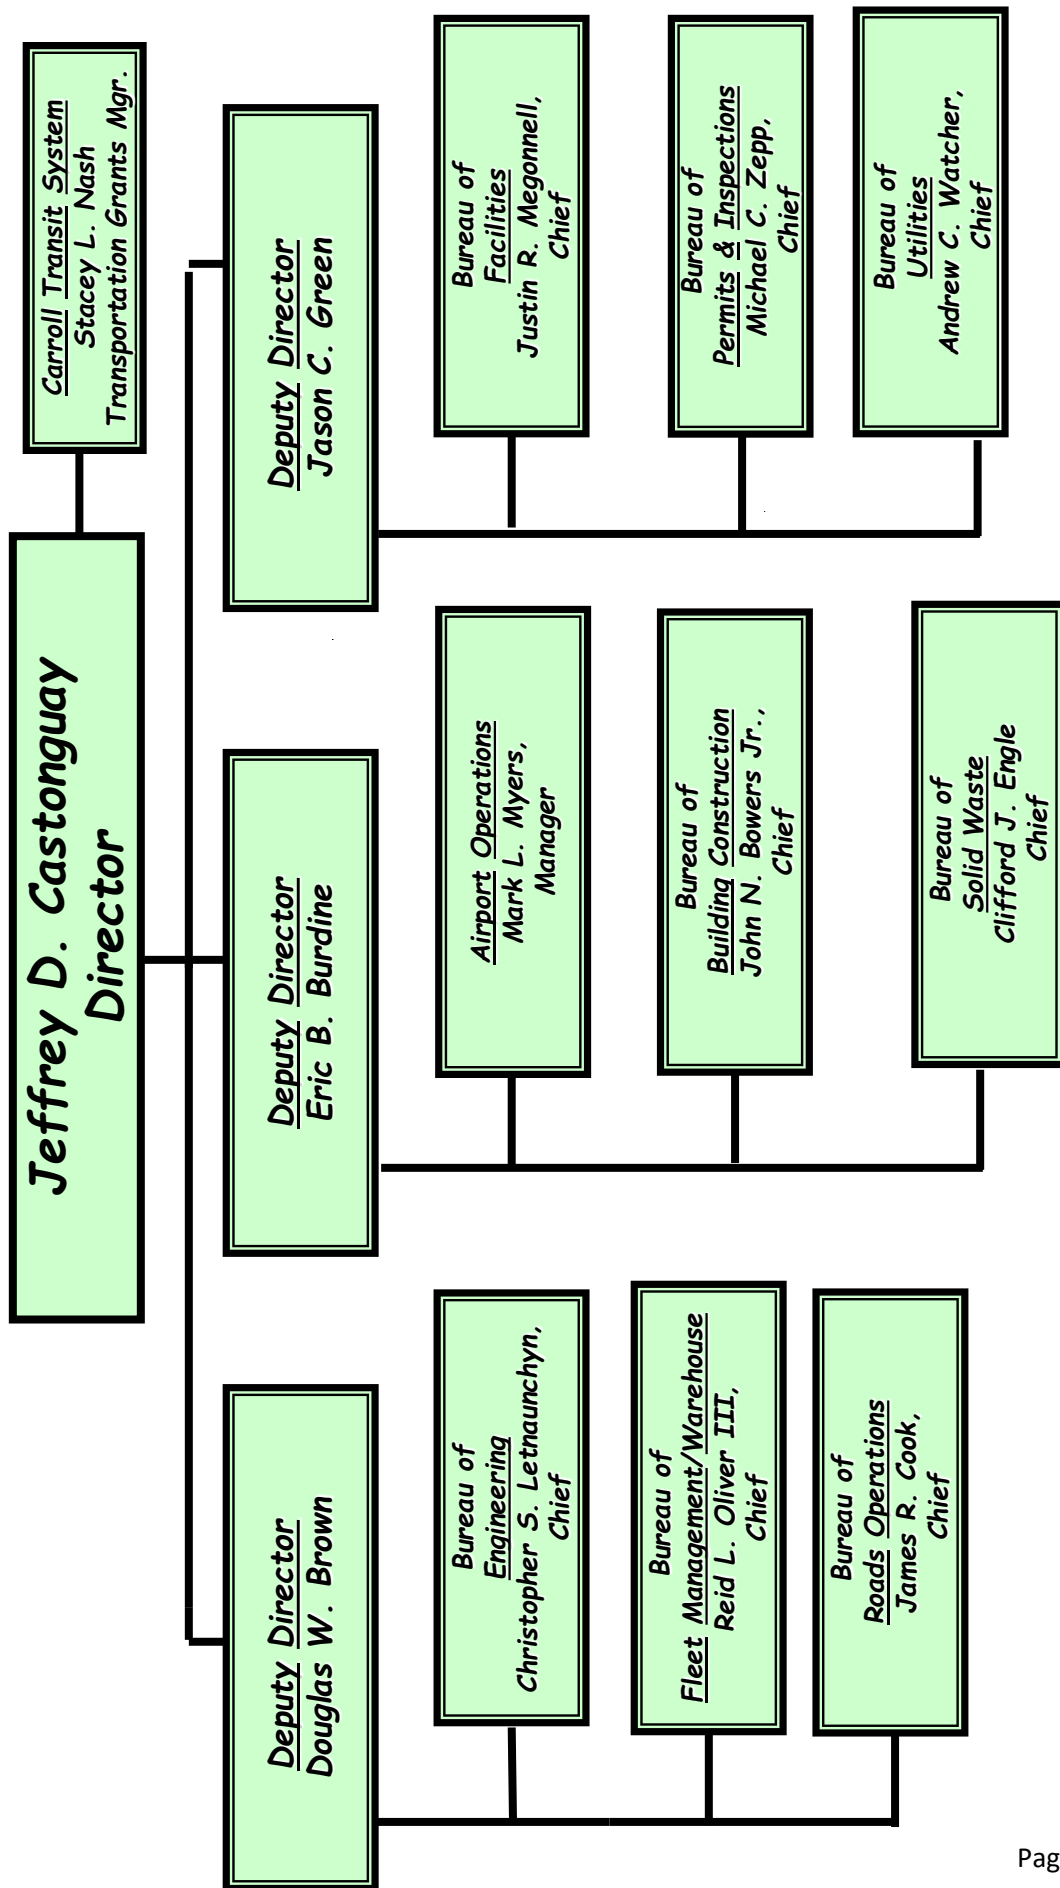 Jeffrey D. Castonguay
Director
Carroll Transit System
Stacey L. Nash
Transportation Grants Mgr.
Deputy Director
Douglas W. Brown
Bureau of
Engineering
Christopher S. Letnaunchyn,
Chief
Bureau of
Fleet Management/Warehouse
Reid L. Oliver III,
Chief
Bureau of
Roads Operations
James R. Cook,
Chief
Deputy Director
Eric B. Burdine
Airport Operations
Mark L. Myers,
Manager
Bureau of
Building Construction
John N. Bowers Jr.,
Chief
Bureau of
Solid Waste
Clifford J. Engle
Chief
Deputy Director
Jason C. Green
Bureau of
Facilities
Justin R. Megonnell,
Chief
Bureau of
Permits & Inspections
Michael C. Zepp,
Chief
Bureau of
Utilities
Andrew C. Watcher,
Chief
Pag